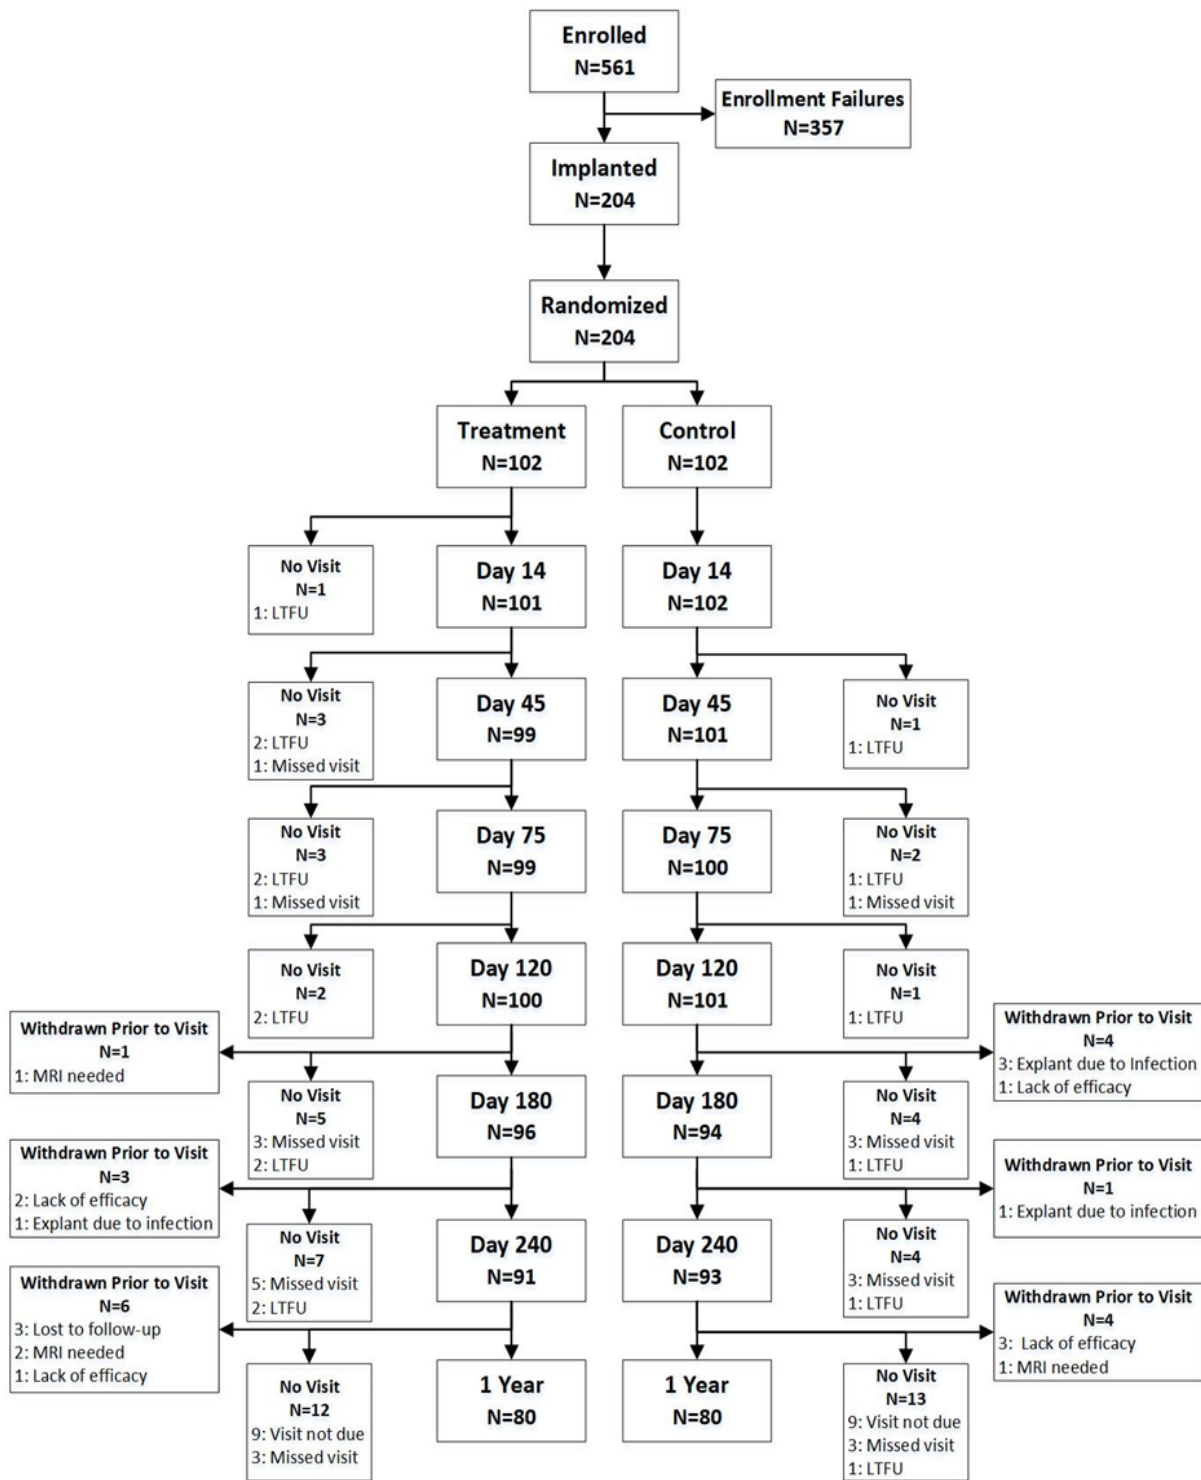 Enrolled
N=561
Enrollment Failures
N=357
Implanted
N=204
Randomized
N=204
Treatment
N=102
Control
N=102
No Visit
N=1
1: LTFU
Day 14
N=101
Day 14
N=102
No Visit
N=3
2: LTFU
1: Missed visit
Day 45
N=99
Day 45
N=101
No Visit
N=1
1: LTFU
No Visit
N=3
2: LTFU
1: Missed visit
Day 75
N=99
Day 75
N=100
No Visit
N=2
1: LTFU
1: Missed visit
No Visit
N=2
2: LTFU
Day 120
N=100
Day 120
N=101
No Visit
N=1
1: LTFU
Withdrawn Prior to Visit
N=1
1: MRI needed
Withdrawn Prior to Visit
N=4
3: Explant due to Infection
1: Lack of efficacy
No Visit
N=5
3: Missed visit
2: LTFU
Day 180
N=96
Day 180
N=94
No Visit
N=4
3: Missed visit
1: LTFU
Withdrawn Prior to Visit
N=3
2: Lack of efficacy
1: Explant due to infection
Withdrawn Prior to Visit
N=1
1: Explant due to infection
No Visit
N=7
5: Missed visit
2: LTFU
Day 240
N=91
Day 240
N=93
No Visit
N=4
3: Missed visit
1: LTFU
Withdrawn Prior to Visit
N=6
3: Lost to follow-up
2: MRI needed
1: Lack of efficacy
Withdrawn Prior to Visit
N=4
3: Lack of efficacy
1: MRI needed
No Visit
N=12
9: Visit not due
3: Missed visit
1 Year
N=80
1 Year
N=80
No Visit
N=13
9: Visit not due
3: Missed visit
1: LTFU